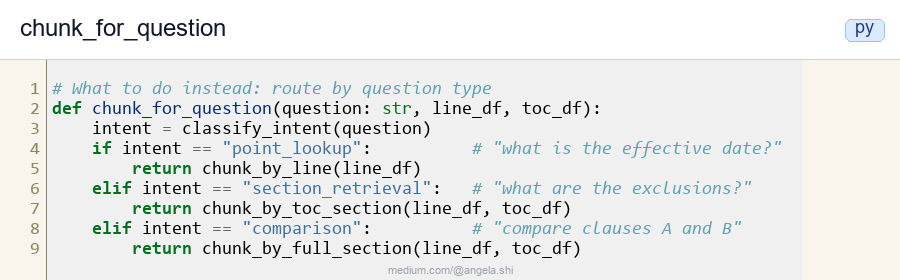 chunk_for_question
py
1 # What to do instead: route by question type
2 def chunk_for_question(question: str, line_df, toc_df):
3     intent = classify_intent(question)
4     if intent == "point_lookup":          # "what is the effective date?"
5         return chunk_by_line(line_df)
6     elif intent == "section_retrieval":   # "what are the exclusions?"
7         return chunk_by_toc_section(line_df, toc_df)
8     elif intent == "comparison":          # "compare clauses A and B"
9         return chunk_by_full_section(line_df, toc_df)
medium.com/@angela.shi